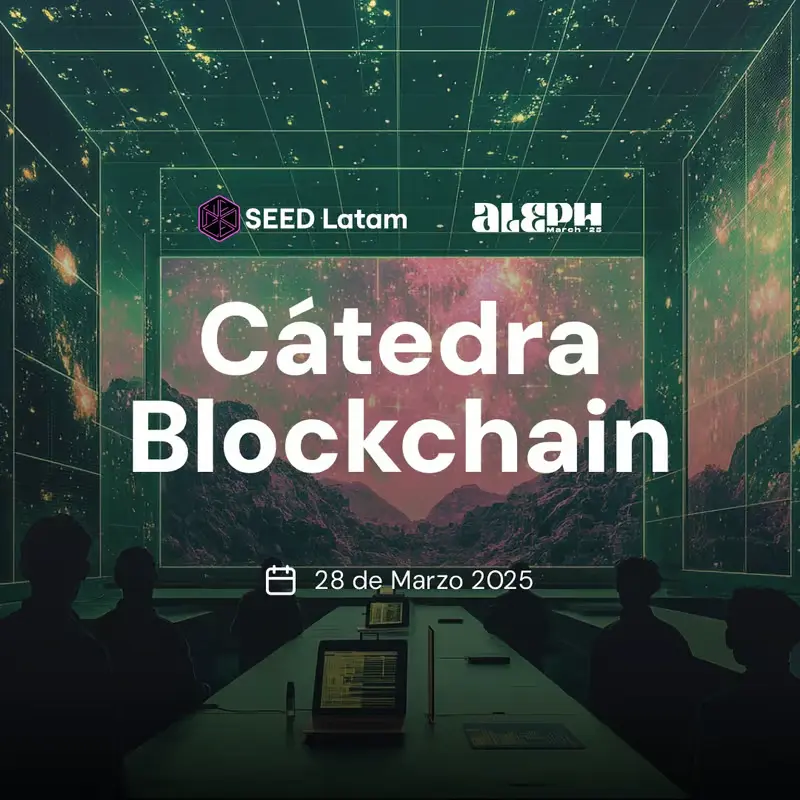 SEED Latam
ALEPH
March '25
Cátedra
Blockchain
28 de Marzo 2025